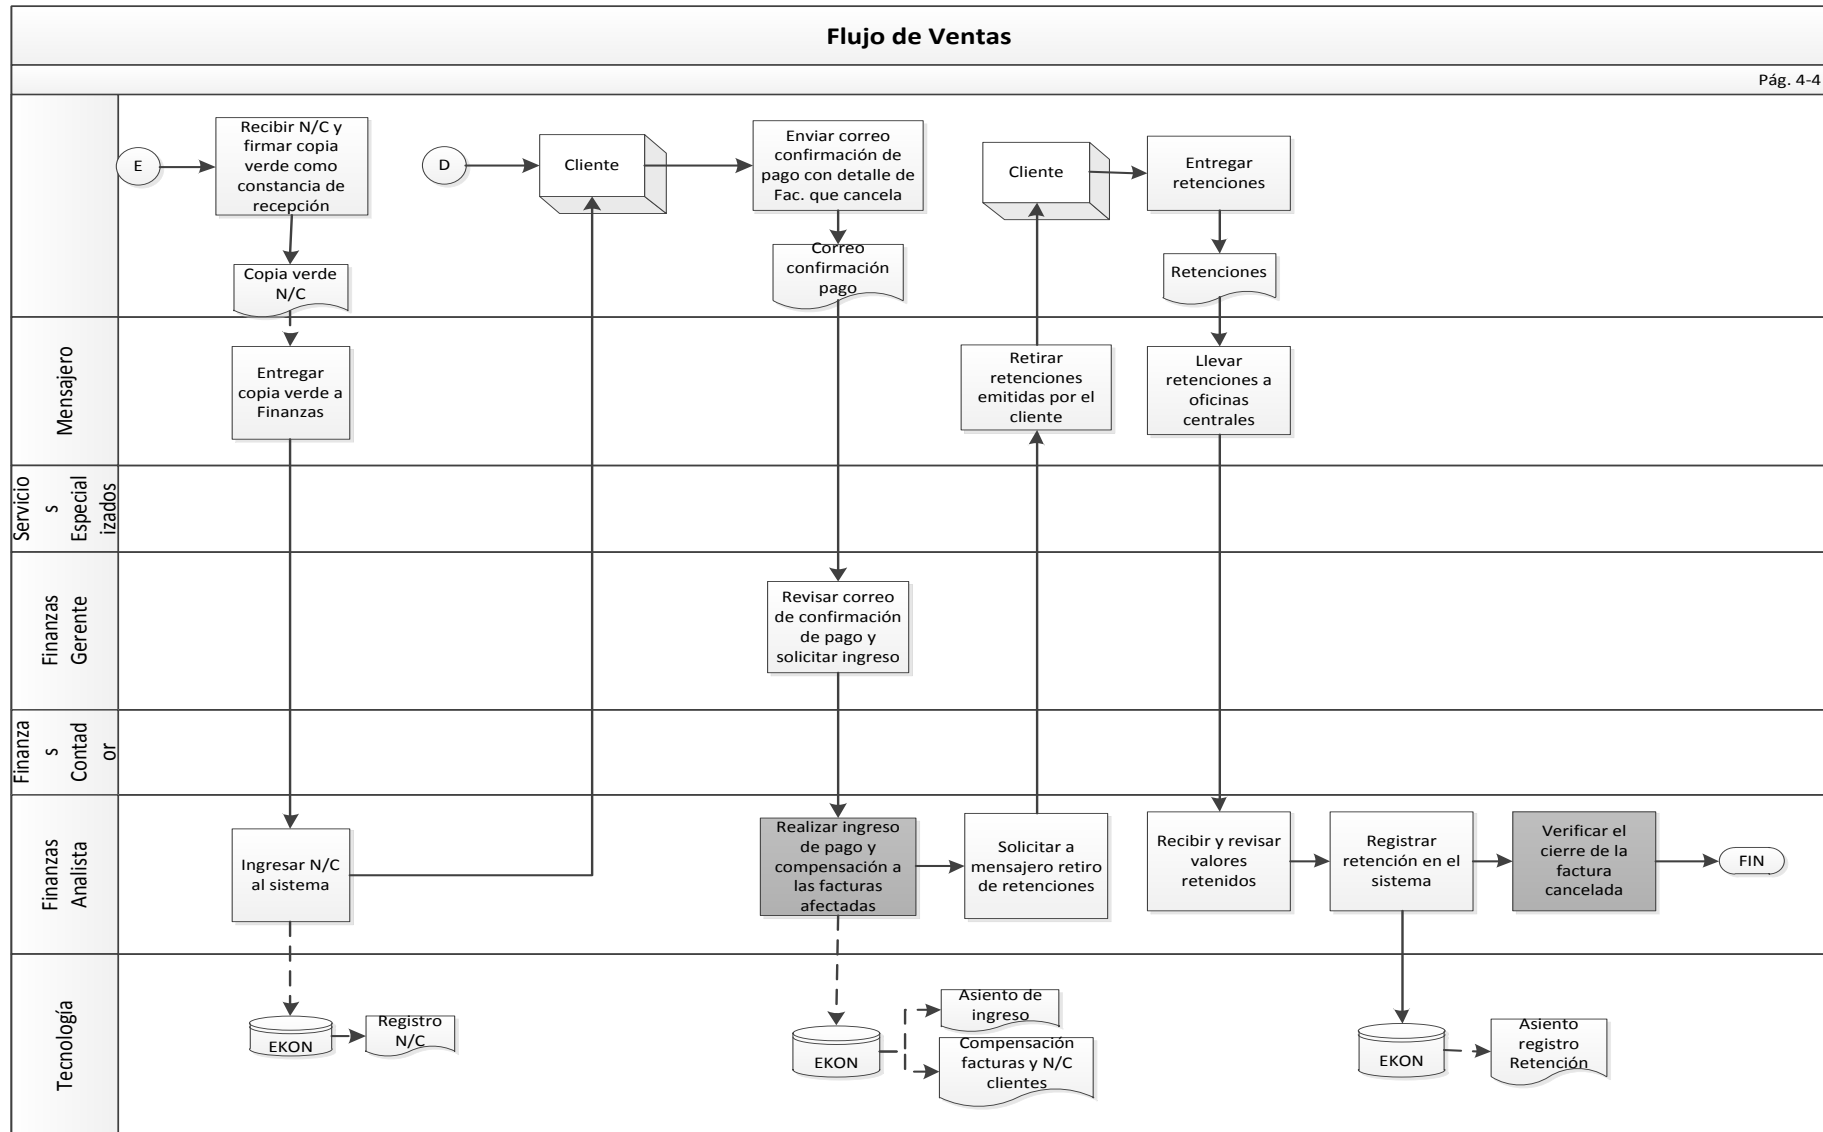 Flujo de Ventas
Pág. 4-4
E
Recibir N/C y
firmar copia
verde como
constancia de
recepción
D
Cliente
Enviar correo
confirmación de
pago con detalle de
Fac. que cancela
Cliente
Entregar
retenciones
Copia verde
N/C
Correo
confirmación
pago
Retenciones
Mensajero
Entregar
copia verde a
Finanzas
Retirar
retenciones
emitidas por el
cliente
Llevar
retenciones a
oficinas
centrales
Servicio
s
Especial
izados
Finanzas
Gerente
Revisar correo
de confirmación
de pago y
solicitar ingreso
Finanza
s
Contad
or
Finanzas
Analista
Ingresar N/C
al sistema
Realizar ingreso
de pago y
compensación a
las facturas
afectadas
Solicitar a
mensajero retiro
de retenciones
Recibir y revisar
valores
retenidos
Registrar
retención en el
sistema
Verificar el
cierre de la
factura
cancelada
FIN
Tecnología
EKON
Registro
N/C
EKON
Asiento de
ingreso
Compensación
facturas y N/C
clientes
EKON
Asiento
registro
Retención